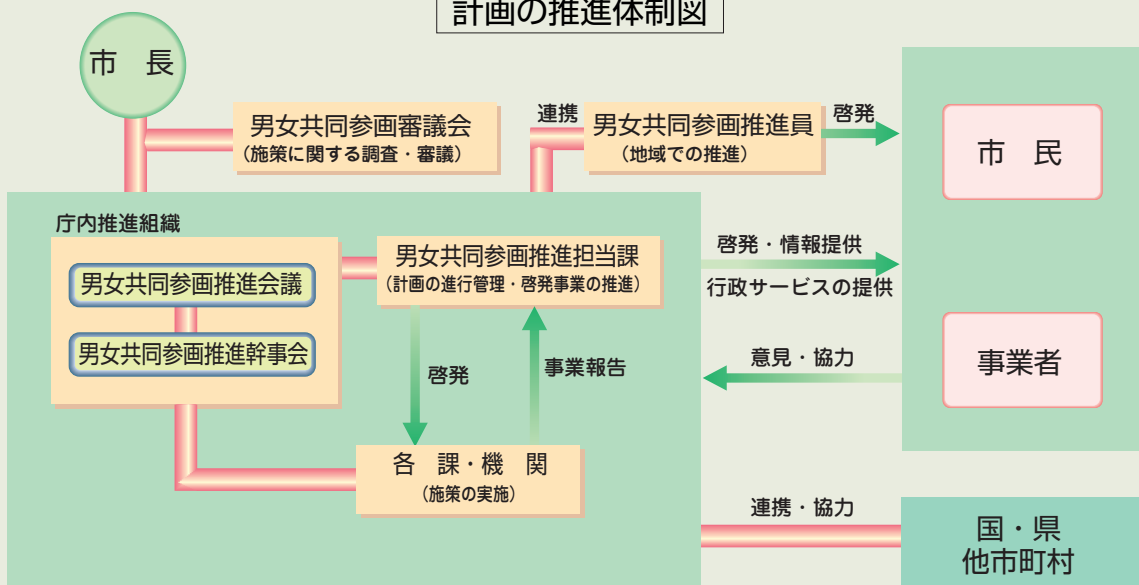 計画の推進体制図
市　長
男女共同参画審議会
（施策に関する調査・審議）
連携
男女共同参画推進員
（地域での推進）
啓発
市　民
庁内推進組織
男女共同参画推進会議
男女共同参画推進幹事会
男女共同参画推進担当課
（計画の進行管理・啓発事業の推進）
啓発・情報提供
行政サービスの提供
啓発
事業報告
意見・協力
事業者
各　課・機　関
（施策の実施）
連携・協力
国・県
他市町村